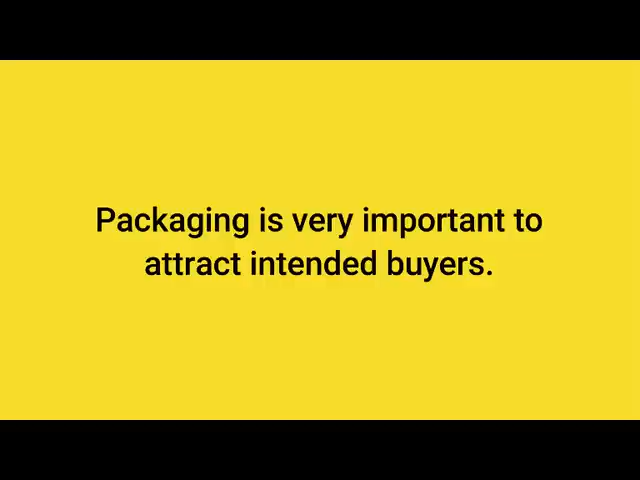 Packaging is very important to
attract intended buyers.